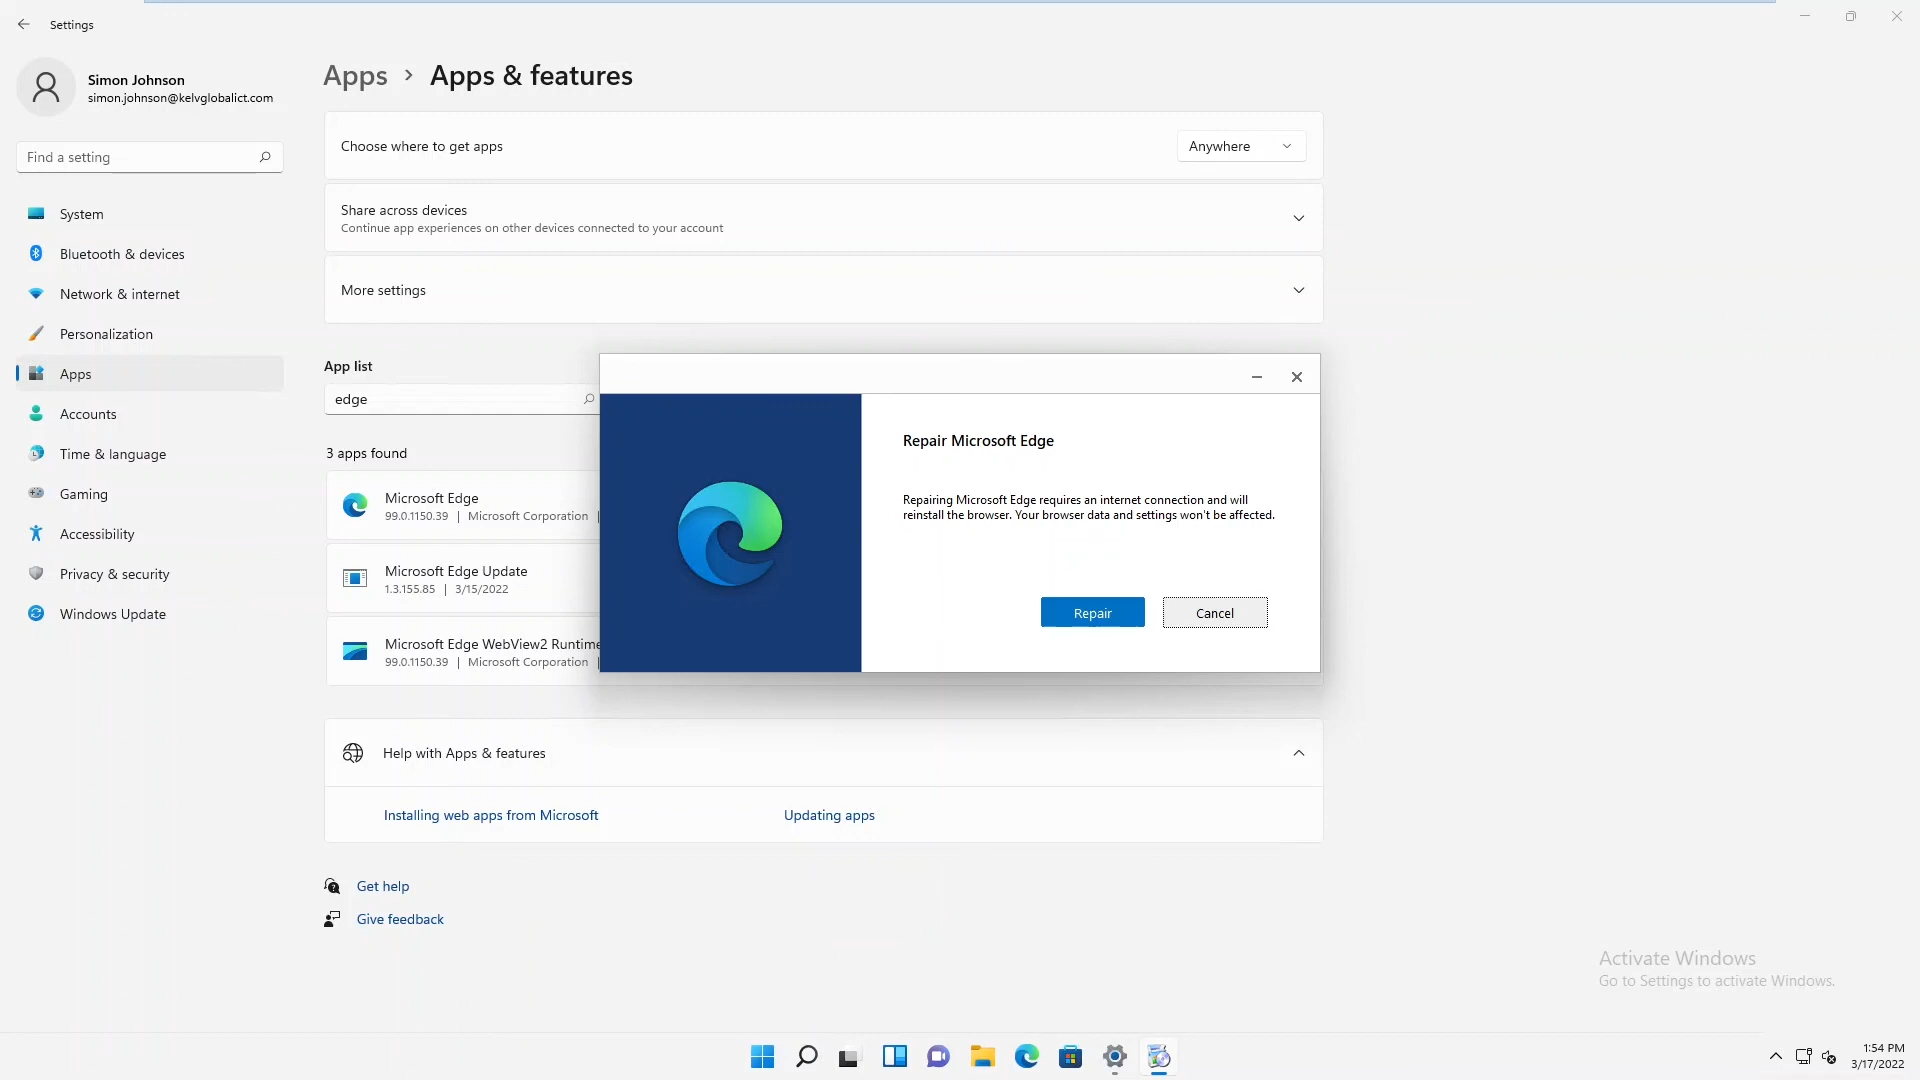 Settings
Simon Johnson
simon.johnson@kelvglobalict.com
Find a setting
System
Bluetooth & devices
Network & internet
Personalization
Apps
Accounts
Time & language
Gaming
Accessibility
Privacy & security
Windows Update
Apps > Apps & features
Choose where to get apps
Anywhere
Share across devices
Continue app experiences on other devices connected to your account
More settings
App list
edge
3 apps found
Microsoft Edge
99.0.1150.39 | Microsoft Corporation |
Microsoft Edge Update
1.3.155.85 | 3/15/2022
Microsoft Edge WebView2 Runtime
99.0.1150.39 | Microsoft Corporation |
Repair Microsoft Edge
Repairing Microsoft Edge requires an internet connection and will
reinstall the browser. Your browser data and settings won't be affected.
Repair
Cancel
Help with Apps & features
Installing web apps from Microsoft
Updating apps
Get help
Give feedback
Activate Windows
Go to Settings to activate Windows.
1:54 PM
3/17/2022